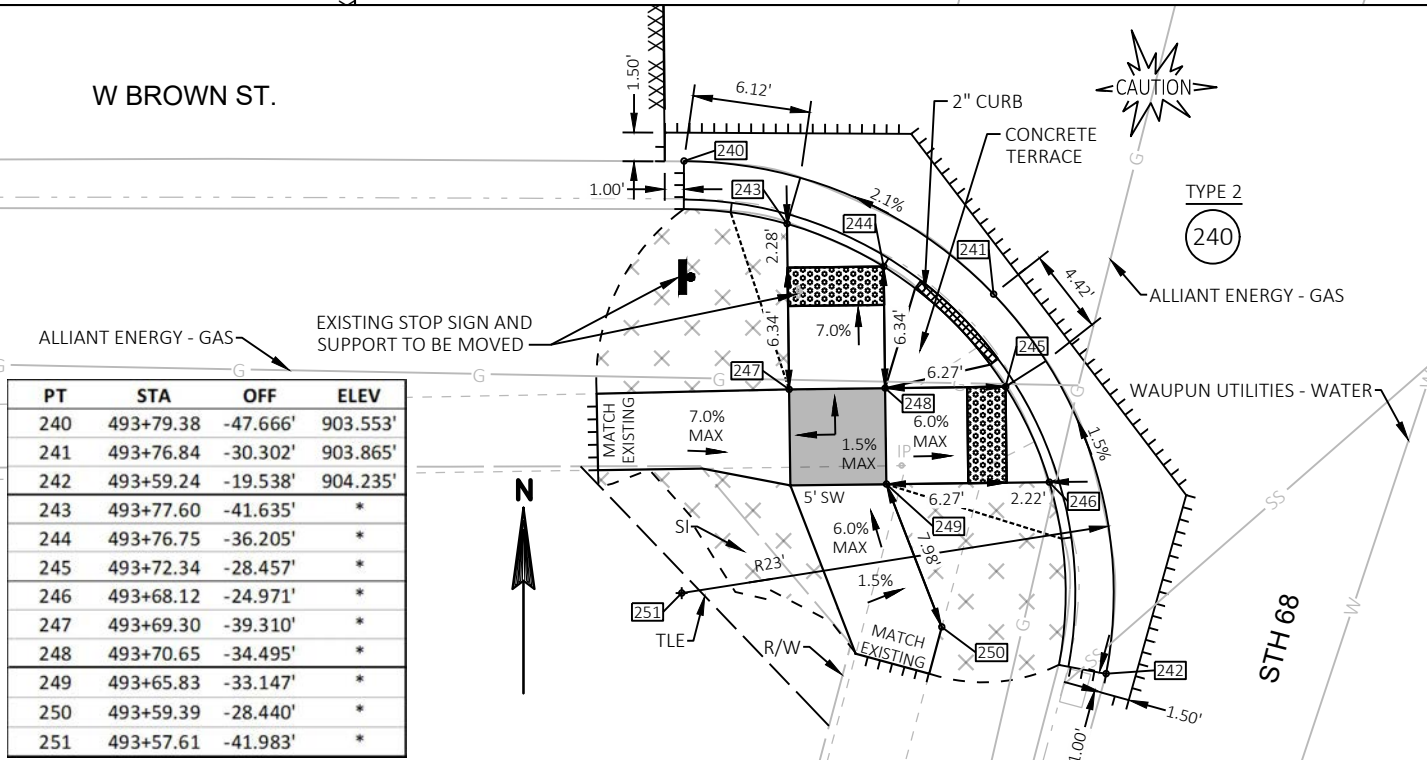 W BROWN ST.
1.50'
6.12'
CAUTION
2" CURB
CONCRETE
TERRACE
G
240
1.00'
243
TYPE 2
240
2.1%
244
241
2.28'
4.42'
ALLIANT ENERGY - GAS
G
EXISTING STOP SIGN AND
SUPPORT TO BE MOVED
ALLIANT ENERGY - GAS
7.0%
6.34'
6.34'
245
G
G
G
G
247
6.27'
G
W
248
WAUPUN UTILITIES - WATER
MATCH
EXISTING
7.0%
MAX
6.0%
MAX
1.5%
MAX
IP
1.5%
N
5' SW
6.27'
2.22'
246
249
SS
SI
6.0%
MAX
7.98'
R23'
1.5%
251
TLE
R/W
MATCH
EXISTING
250
G
W
SS
242
STH 68
1.00'
1.50'
PT STA OFF ELEV
240 493+79.38 -47.666' 903.553'
241 493+76.84 -30.302' 903.865'
242 493+59.24 -19.538' 904.235'
243 493+77.60 -41.635' *
244 493+76.75 -36.205' *
245 493+72.34 -28.457' *
246 493+68.12 -24.971' *
247 493+69.30 -39.310' *
248 493+70.65 -34.495' *
249 493+65.83 -33.147' *
250 493+59.39 -28.440' *
251 493+57.61 -41.983' *